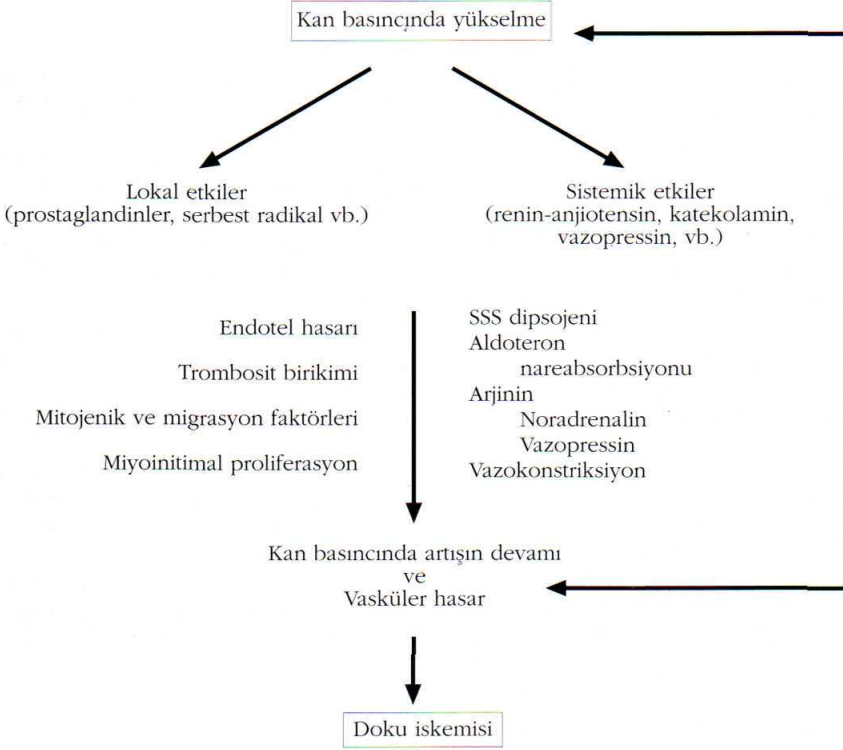 Kan basıncında yükselme
Lokal etkiler
(prostaglandinler, serbest radikal vb.)
Sistemik etkiler
(renin-anjiotensin, katekolamin,
vazopressin, vb.)
Endotel hasarı
Trombosit birikimi
Mitojenik ve migrasyon faktörleri
Miyoinitimal proliferasyon
SSS dipsojeni
Aldoteron
nareabsorbsiyonu
Arjinin
Noradrenalin
Vazopressin
Vazokonstriksiyon
Kan basıncında artışın devamı
ve
Vasküler hasar
Doku iskemisi